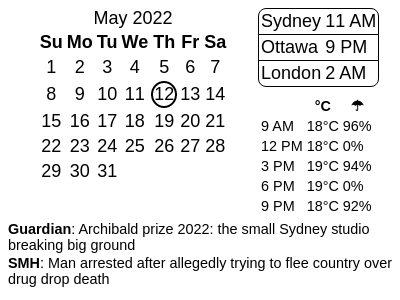 May 2022
Su Mo Tu We Th Fr Sa
1 2 3 4 5 6 7
8 9 10 11 12 13 14
15 16 17 18 19 20 21
22 23 24 25 26 27 28
29 30 31
Sydney 11 AM
Ottawa 9 PM
London 2 AM
°C ☂
9 AM 18°C 96%
12 PM 18°C 0%
3 PM 19°C 94%
6 PM 19°C 0%
9 PM 18°C 92%
Guardian: Archibald prize 2022: the small Sydney studio
breaking big ground
SMH: Man arrested after allegedly trying to flee country over
drug drop death